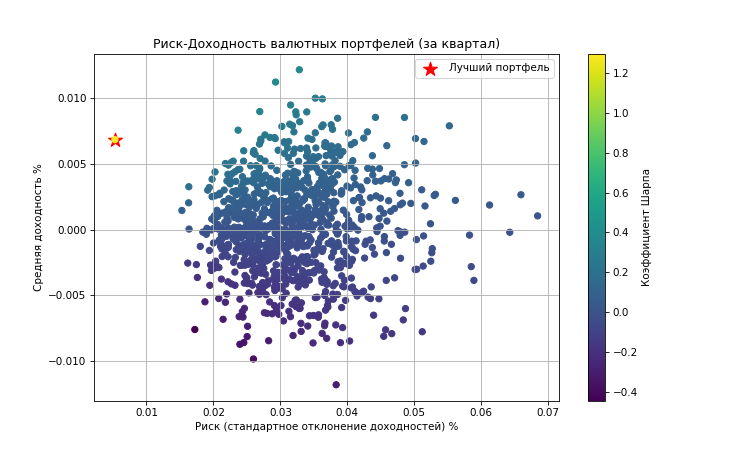 Риск-Доходность валютных портфелей (за квартал)
Лучший портфель
Средняя доходность %
0.010
0.005
0.000
−0.005
−0.010
0.01 0.02 0.03 0.04 0.05 0.06 0.07
Риск (стандартное отклонение доходностей) %
1.2
1.0
0.8
0.6
0.4
0.2
0.0
−0.2
−0.4
Коэффициент Шарпа